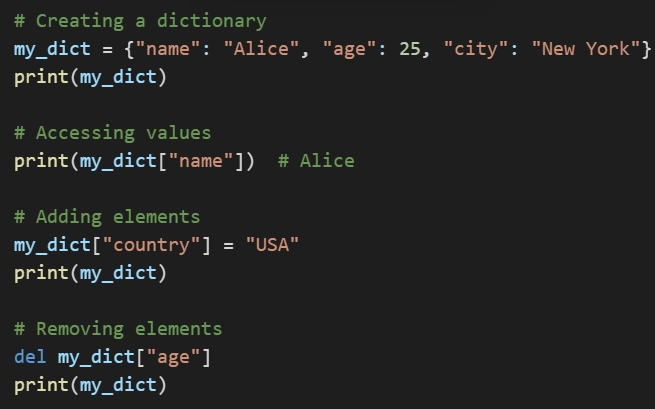 # Creating a dictionary
my_dict = {"name": "Alice", "age": 25, "city": "New York"}
print(my_dict)
# Accessing values
print(my_dict["name"])  # Alice
# Adding elements
my_dict["country"] = "USA"
print(my_dict)
# Removing elements
del my_dict["age"]
print(my_dict)